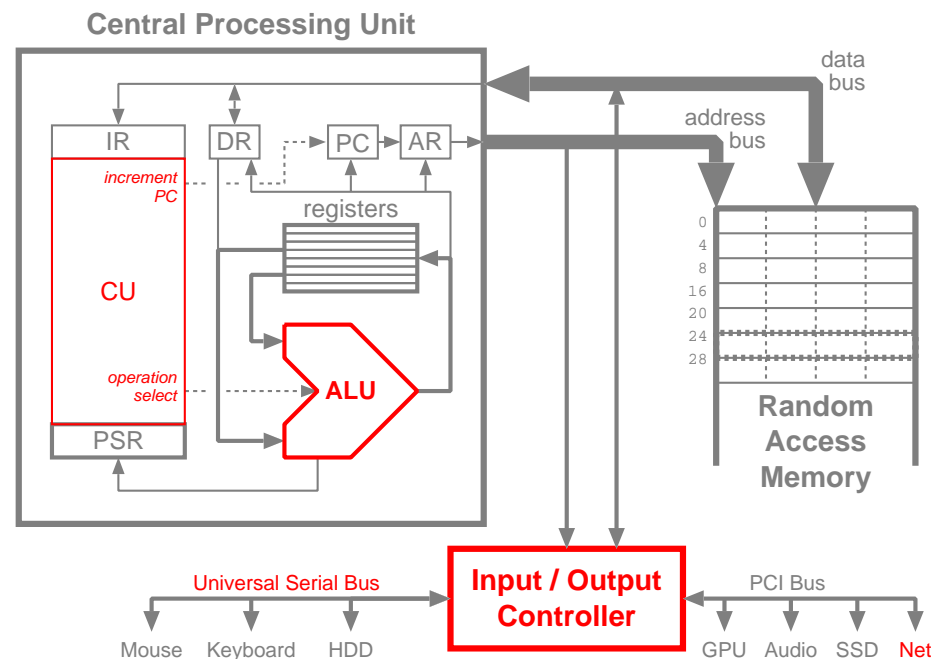 Central Processing Unit
data
bus
address
bus
IR
DR
PC
AR
increment
PC
registers
CU
0
4
8
16
20
24
28
operation
select
ALU
PSR
Random
Access
Memory
Universal Serial Bus
Input / Output
Controller
PCI Bus
Mouse
Keyboard
HDD
GPU
Audio
SSD
Net